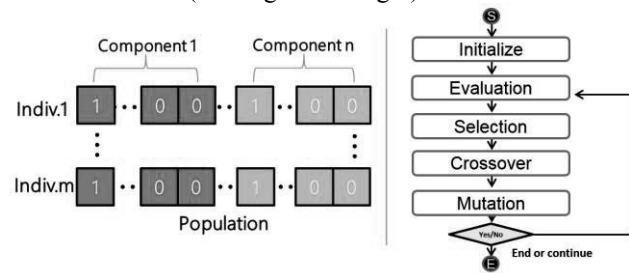 Component 1
Component n
Indiv.1
1 0 0 1 0 0
Indiv.m
1 0 0 1 0 0
Population
S
Initialize
Evaluation
Selection
Crossover
Mutation
Yes/No
End or continue
E